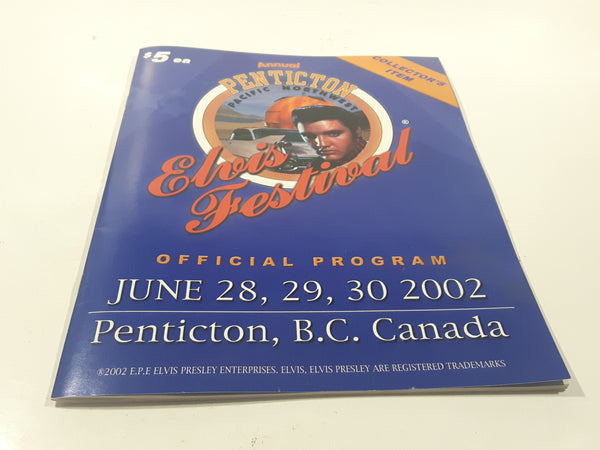 $5 ea
COLLECTOR'S
ITEM
Annual
PENTICTON
PACIFIC NORTHWEST
Elvis
Festival®
OFFICIAL PROGRAM
JUNE 28, 29, 30 2002
Penticton, B.C. Canada
®2002 E.P.E ELVIS PRESLEY ENTERPRISES. ELVIS, ELVIS PRESLEY ARE REGISTERED TRADEMARKS